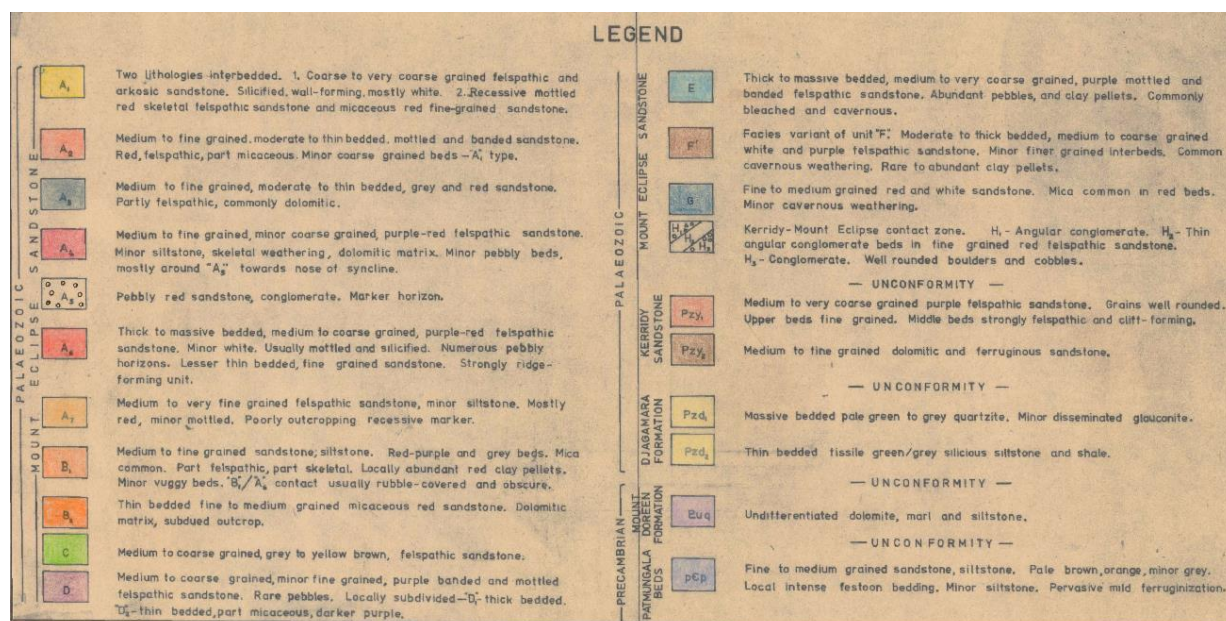 LEGEND
PALAEOZOIC
MOUNT ECLIPSE SANDSTONE
A₁
Two lithologies interbedded. 1. Coarse to very coarse grained felspathic and
arkosic sandstone. Silicified, wall-forming, mostly white. 2. Recessive mottled
red skeletal felspathic sandstone and micaceous red fine-grained sandstone.
A₂
Medium to fine grained, moderate to thin bedded, mottled and banded sandstone.
Red, felspathic, part micaceous. Minor coarse grained beds – "A₁" type.
A₃
Medium to fine grained, moderate to thin bedded, grey and red sandstone.
Partly felspathic, commonly dolomitic.
A₄
Medium to fine grained, minor coarse grained, purple-red felspathic sandstone.
Minor siltstone, skeletal weathering, dolomitic matrix. Minor pebbly beds,
mostly around "A₅" towards nose of syncline.
A₅
Pebbly red sandstone, conglomerate. Marker horizon.
A₆
Thick to massive bedded, medium to coarse grained, purple-red felspathic
sandstone. Minor white. Usually mottled and silicified. Numerous pebbly
horizons. Lesser thin bedded, fine grained sandstone. Strongly ridge-
forming unit.
A₇
Medium to very fine grained felspathic sandstone, minor siltstone. Mostly
red, minor mottled. Poorly outcropping recessive marker.
B₁
Medium to fine grained sandstone; siltstone. Red-purple and grey beds. Mica
common. Part felspathic, part skeletal. Locally abundant red clay pellets.
Minor vuggy beds. "B₁"/"A₆" contact usually rubble-covered and obscure.
B₂
Thin bedded fine to medium grained micaceous red sandstone. Dolomitic
matrix, subdued outcrop.
C
Medium to coarse grained, grey to yellow brown, felspathic sandstone.
D
Medium to coarse grained, minor fine grained, purple banded and mottled
felspathic sandstone. Rare pebbles. Locally subdivided – "D₁" - thick bedded.
"D₂" - thin bedded, part micaceous, darker purple.
PALAEOZOIC
MOUNT ECLIPSE SANDSTONE
E
Thick to massive bedded, medium to very coarse grained, purple mottled and
banded felspathic sandstone. Abundant pebbles, and clay pellets. Commonly
bleached and cavernous.
F'
Facies variant of unit "F". Moderate to thick bedded, medium to coarse grained
white and purple felspathic sandstone. Minor finer grained interbeds. Common
cavernous weathering. Rare to abundant clay pellets.
G
Fine to medium grained red and white sandstone. Mica common in red beds.
Minor cavernous weathering.
H₁ H₂ H₃
Kerridy-Mount Eclipse contact zone. H₁ - Angular conglomerate. H₂ - Thin
angular conglomerate beds in fine grained red felspathic sandstone.
H₃ - Conglomerate. Well rounded boulders and cobbles.
— UNCONFORMITY —
KERRIDY SANDSTONE
Pzy₁
Medium to very coarse grained purple felspathic sandstone. Grains well rounded.
Upper beds fine grained. Middle beds strongly felspathic and cliff-forming.
Pzy₂
Medium to fine grained dolomitic and ferruginous sandstone.
— UNCONFORMITY —
DJAGAMARA FORMATION
Pzd₁
Massive bedded pale green to grey quartzite. Minor disseminated glauconite.
Pzd₂
Thin bedded fissile green/grey silicious siltstone and shale.
— UNCONFORMITY —
PRECAMBRIAN
MOUNT DOREEN FORMATION
Euq
Undifferentiated dolomite, marl and siltstone.
— UNCONFORMITY —
PATMUNGALA BEDS
pЄp
Fine to medium grained sandstone, siltstone. Pale brown, orange, minor grey.
Local intense festoon bedding. Minor siltstone. Pervasive mild ferruginization.